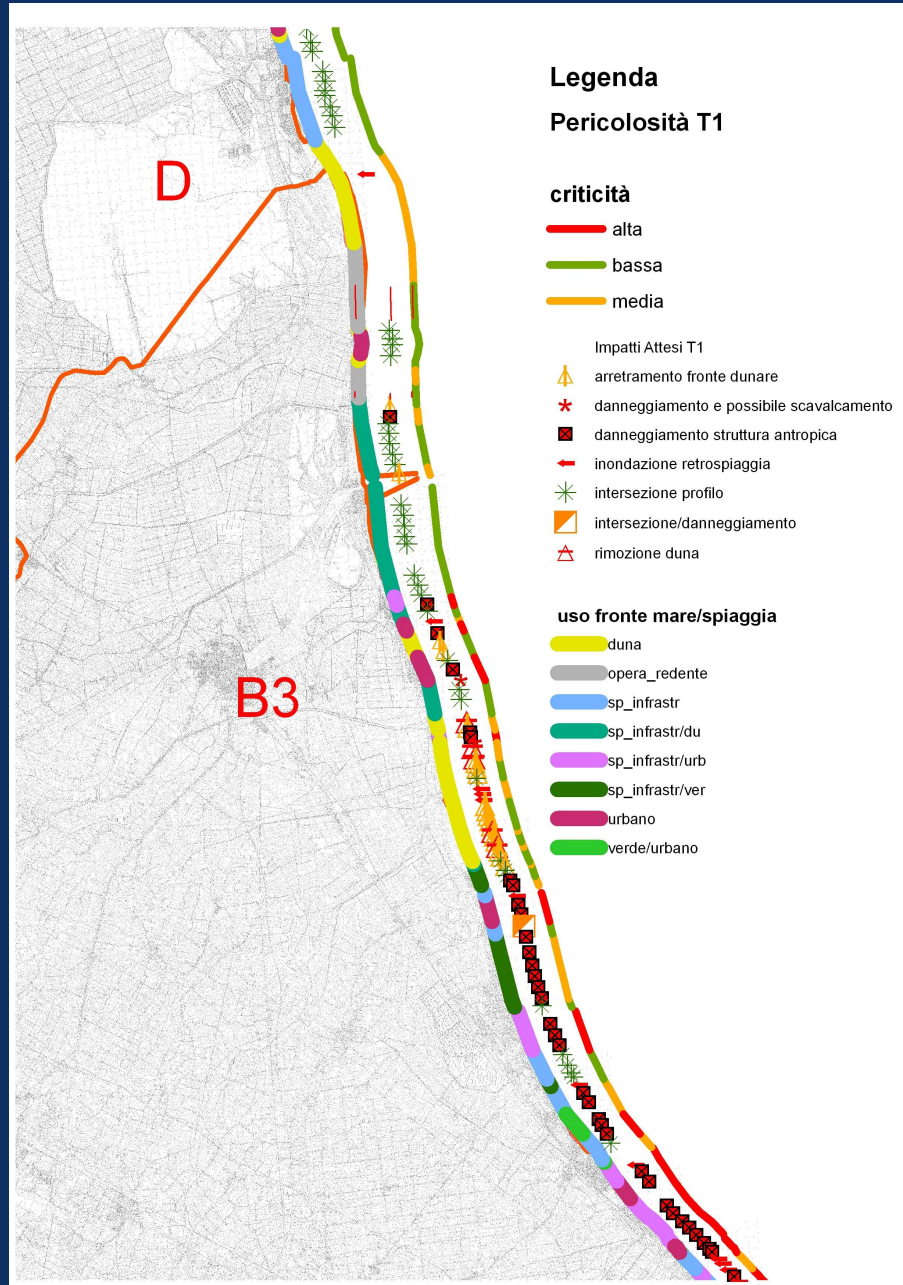 Legenda
Pericolosità T1
D
criticità
alta
bassa
media
Impatti Attesi T1
arretramento fronte dunare
danneggiamento e possibile scavalcamento
danneggiamento struttura antropica
inondazione retrospiaggia
intersezione profilo
intersezione/danneggiamento
rimozione duna
uso fronte mare/spiaggia
duna
opera_redente
B3
sp_infrastr
sp_infrastr/du
sp_infrastr/urb
sp_infrastr/ver
urbano
verde/urbano